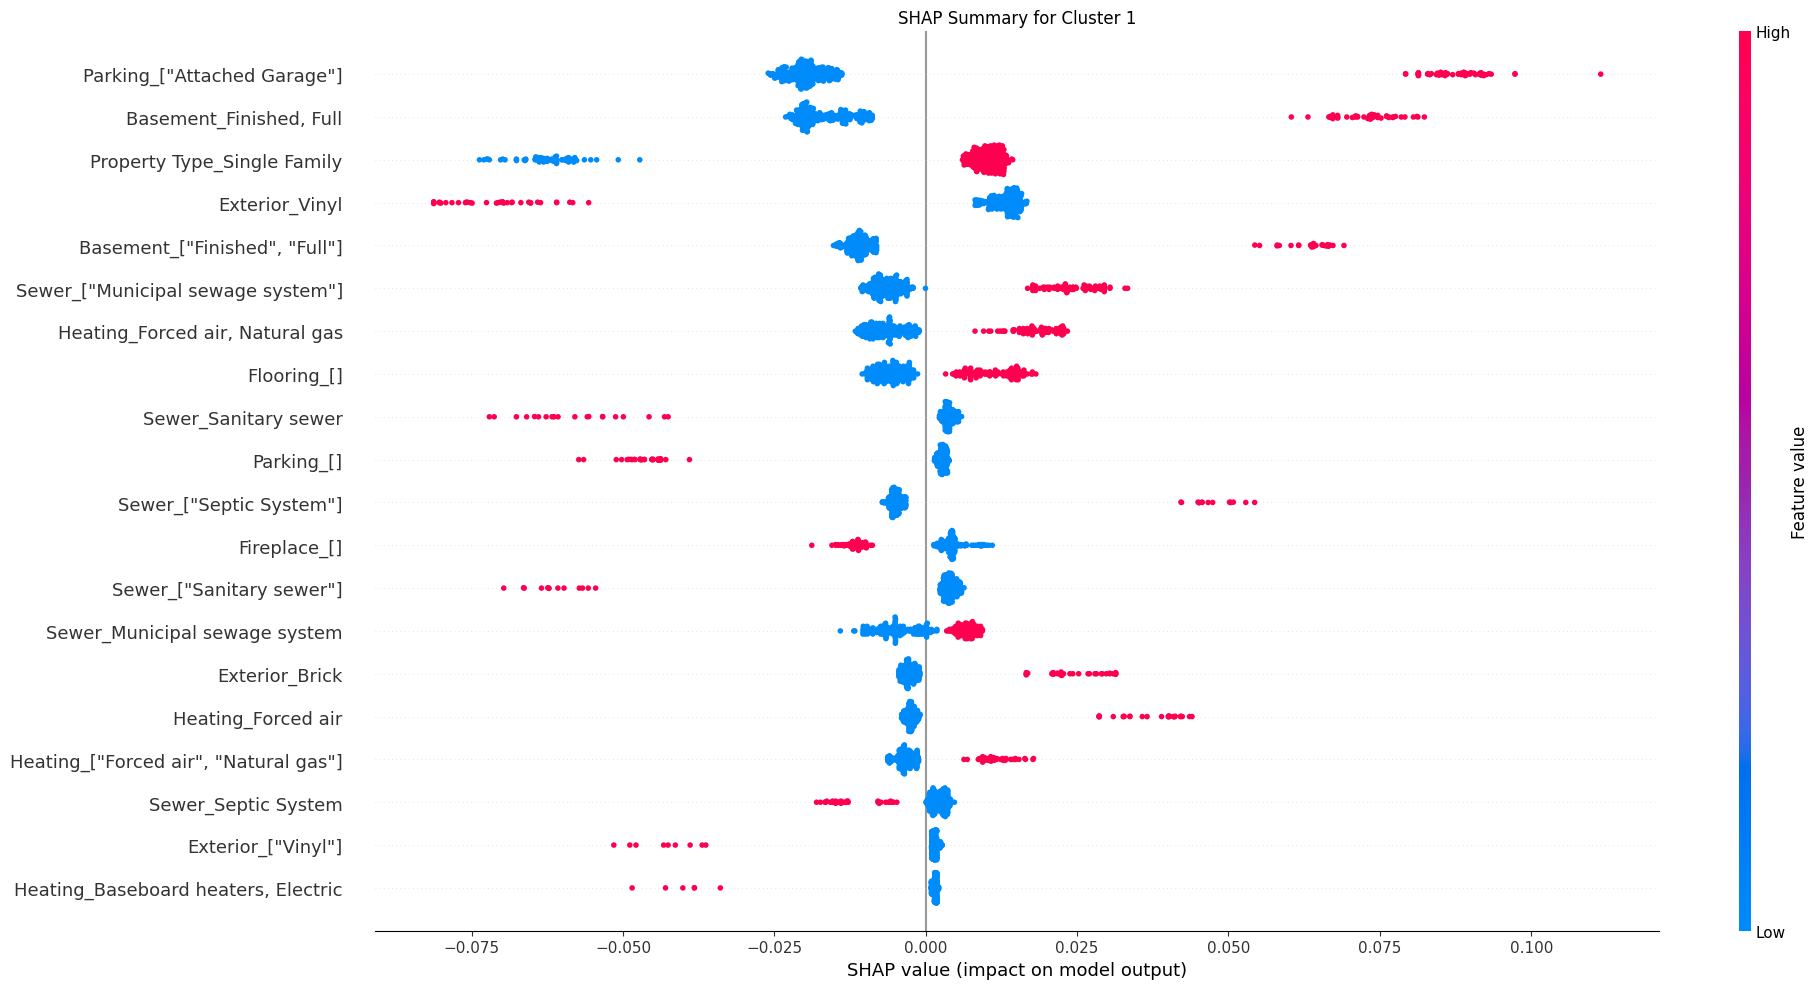 SHAP Summary for Cluster 1
High
Parking_["Attached Garage"]
Basement_Finished, Full
Property Type_Single Family
Exterior_Vinyl
Basement_["Finished", "Full"]
Sewer_["Municipal sewage system"]
Heating_Forced air, Natural gas
Flooring_[]
Sewer_Sanitary sewer
Parking_[]
Sewer_["Septic System"]
Fireplace_[]
Sewer_["Sanitary sewer"]
Sewer_Municipal sewage system
Exterior_Brick
Heating_Forced air
Heating_["Forced air", "Natural gas"]
Sewer_Septic System
Exterior_["Vinyl"]
Heating_Baseboard heaters, Electric
Feature value
Low
−0.075 −0.050 −0.025 0.000 0.025 0.050 0.075 0.100
SHAP value (impact on model output)